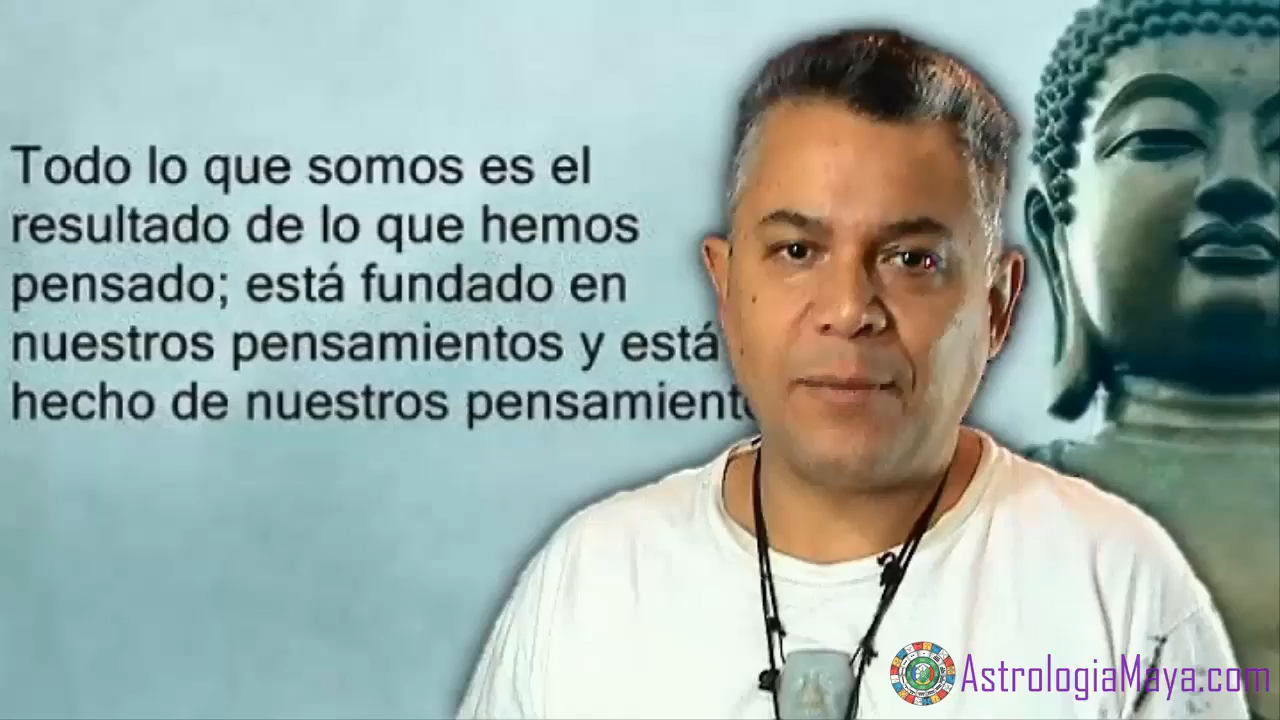 Todo lo que somos es el
resultado de lo que hemos
pensado; está fundado en
nuestros pensamientos y está
hecho de nuestros pensamient
AstrologiaMaya.com